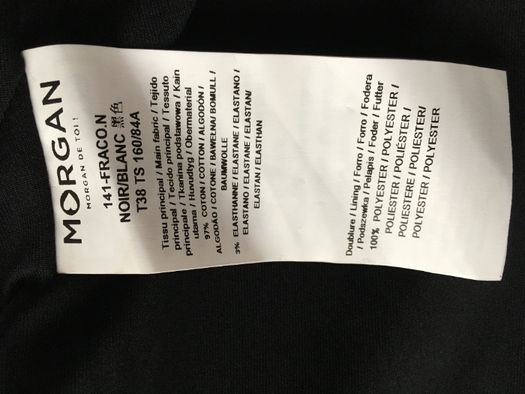 MORGAN
MORGAN DE TOI!
141-FRACO.N
NOIR/BLANC 黑色
T38 TS 160/84A
Tissu principal / Main fabric / Tejido
principal / Tecido principal / Tessuto
principale / Tkanina podstawowa / Kain
utama / Huvudtyg / Obermaterial
97% COTON / COTTON / ALGODÓN /
ALGODÃO / COTONE / BAWEŁNA / BOMULL /
BAUMWOLLE
3% ELASTHANNE / ELASTANE / ELASTANO /
ELASTANO / ELASTANE / ELASTAN/
ELASTAN / ELASTHAN
Doublure / Lining / Forro / Forro / Fodera
/ Podszewka / Pelapis / Foder / Futter
100% POLYESTER / POLYESTER /
POLIÉSTER / POLIÉSTER /
POLIESTERE / POLIESTER/
POLYESTER / POLYESTER